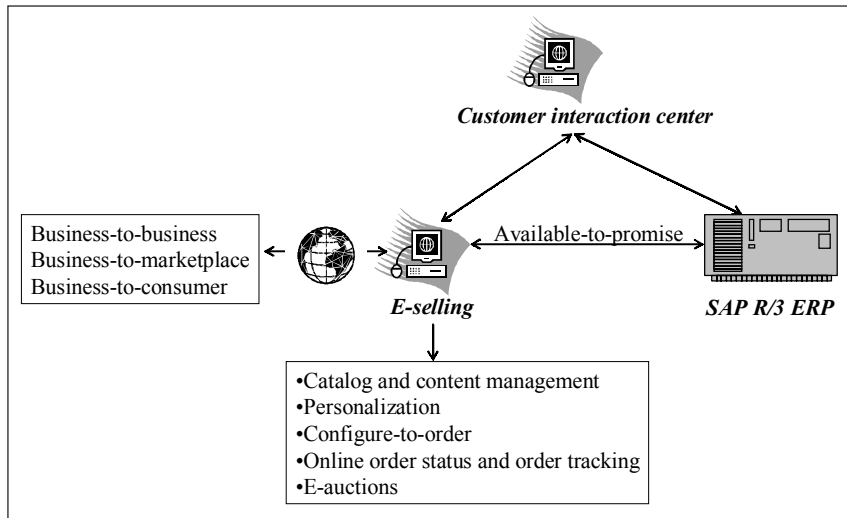 Customer interaction center
Business-to-business
Business-to-marketplace
Business-to-consumer
Available-to-promise
E-selling
SAP R/3 ERP
•Catalog and content management
•Personalization
•Configure-to-order
•Online order status and order tracking
•E-auctions